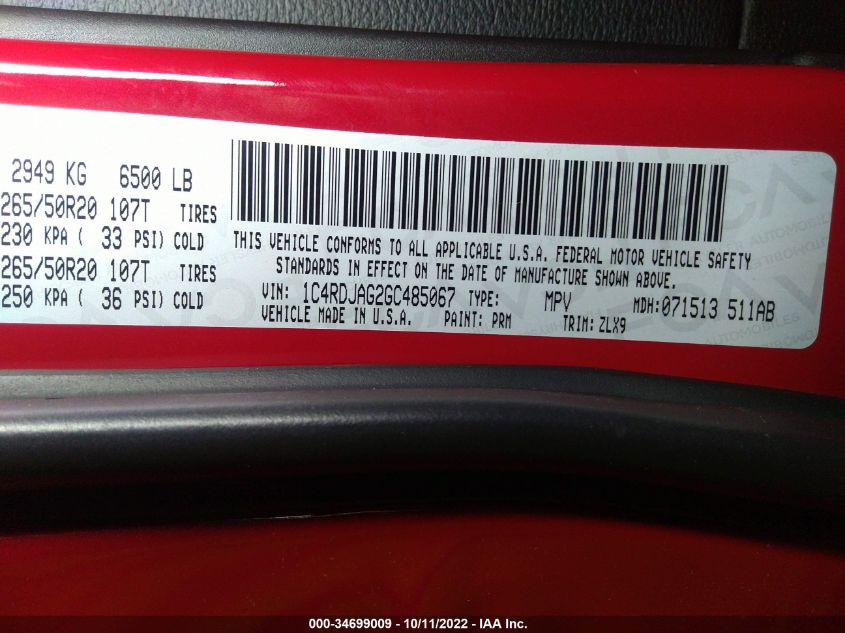 2949 KG 6500 LB
265/50R20 107T TIRES
230 KPA ( 33 PSI) COLD
265/50R20 107T TIRES
250 KPA ( 36 PSI) COLD
THIS VEHICLE CONFORMS TO ALL APPLICABLE U.S.A. FEDERAL MOTOR VEHICLE SAFETY
STANDARDS IN EFFECT ON THE DATE OF MANUFACTURE SHOWN ABOVE.
VIN: 1C4RDJAG2GC485067 TYPE: MPV MDH: 071513 511AB
VEHICLE MADE IN U.S.A. PAINT: PRM TRIM: ZLX9
000-34699009 - 10/11/2022 - IAA Inc.